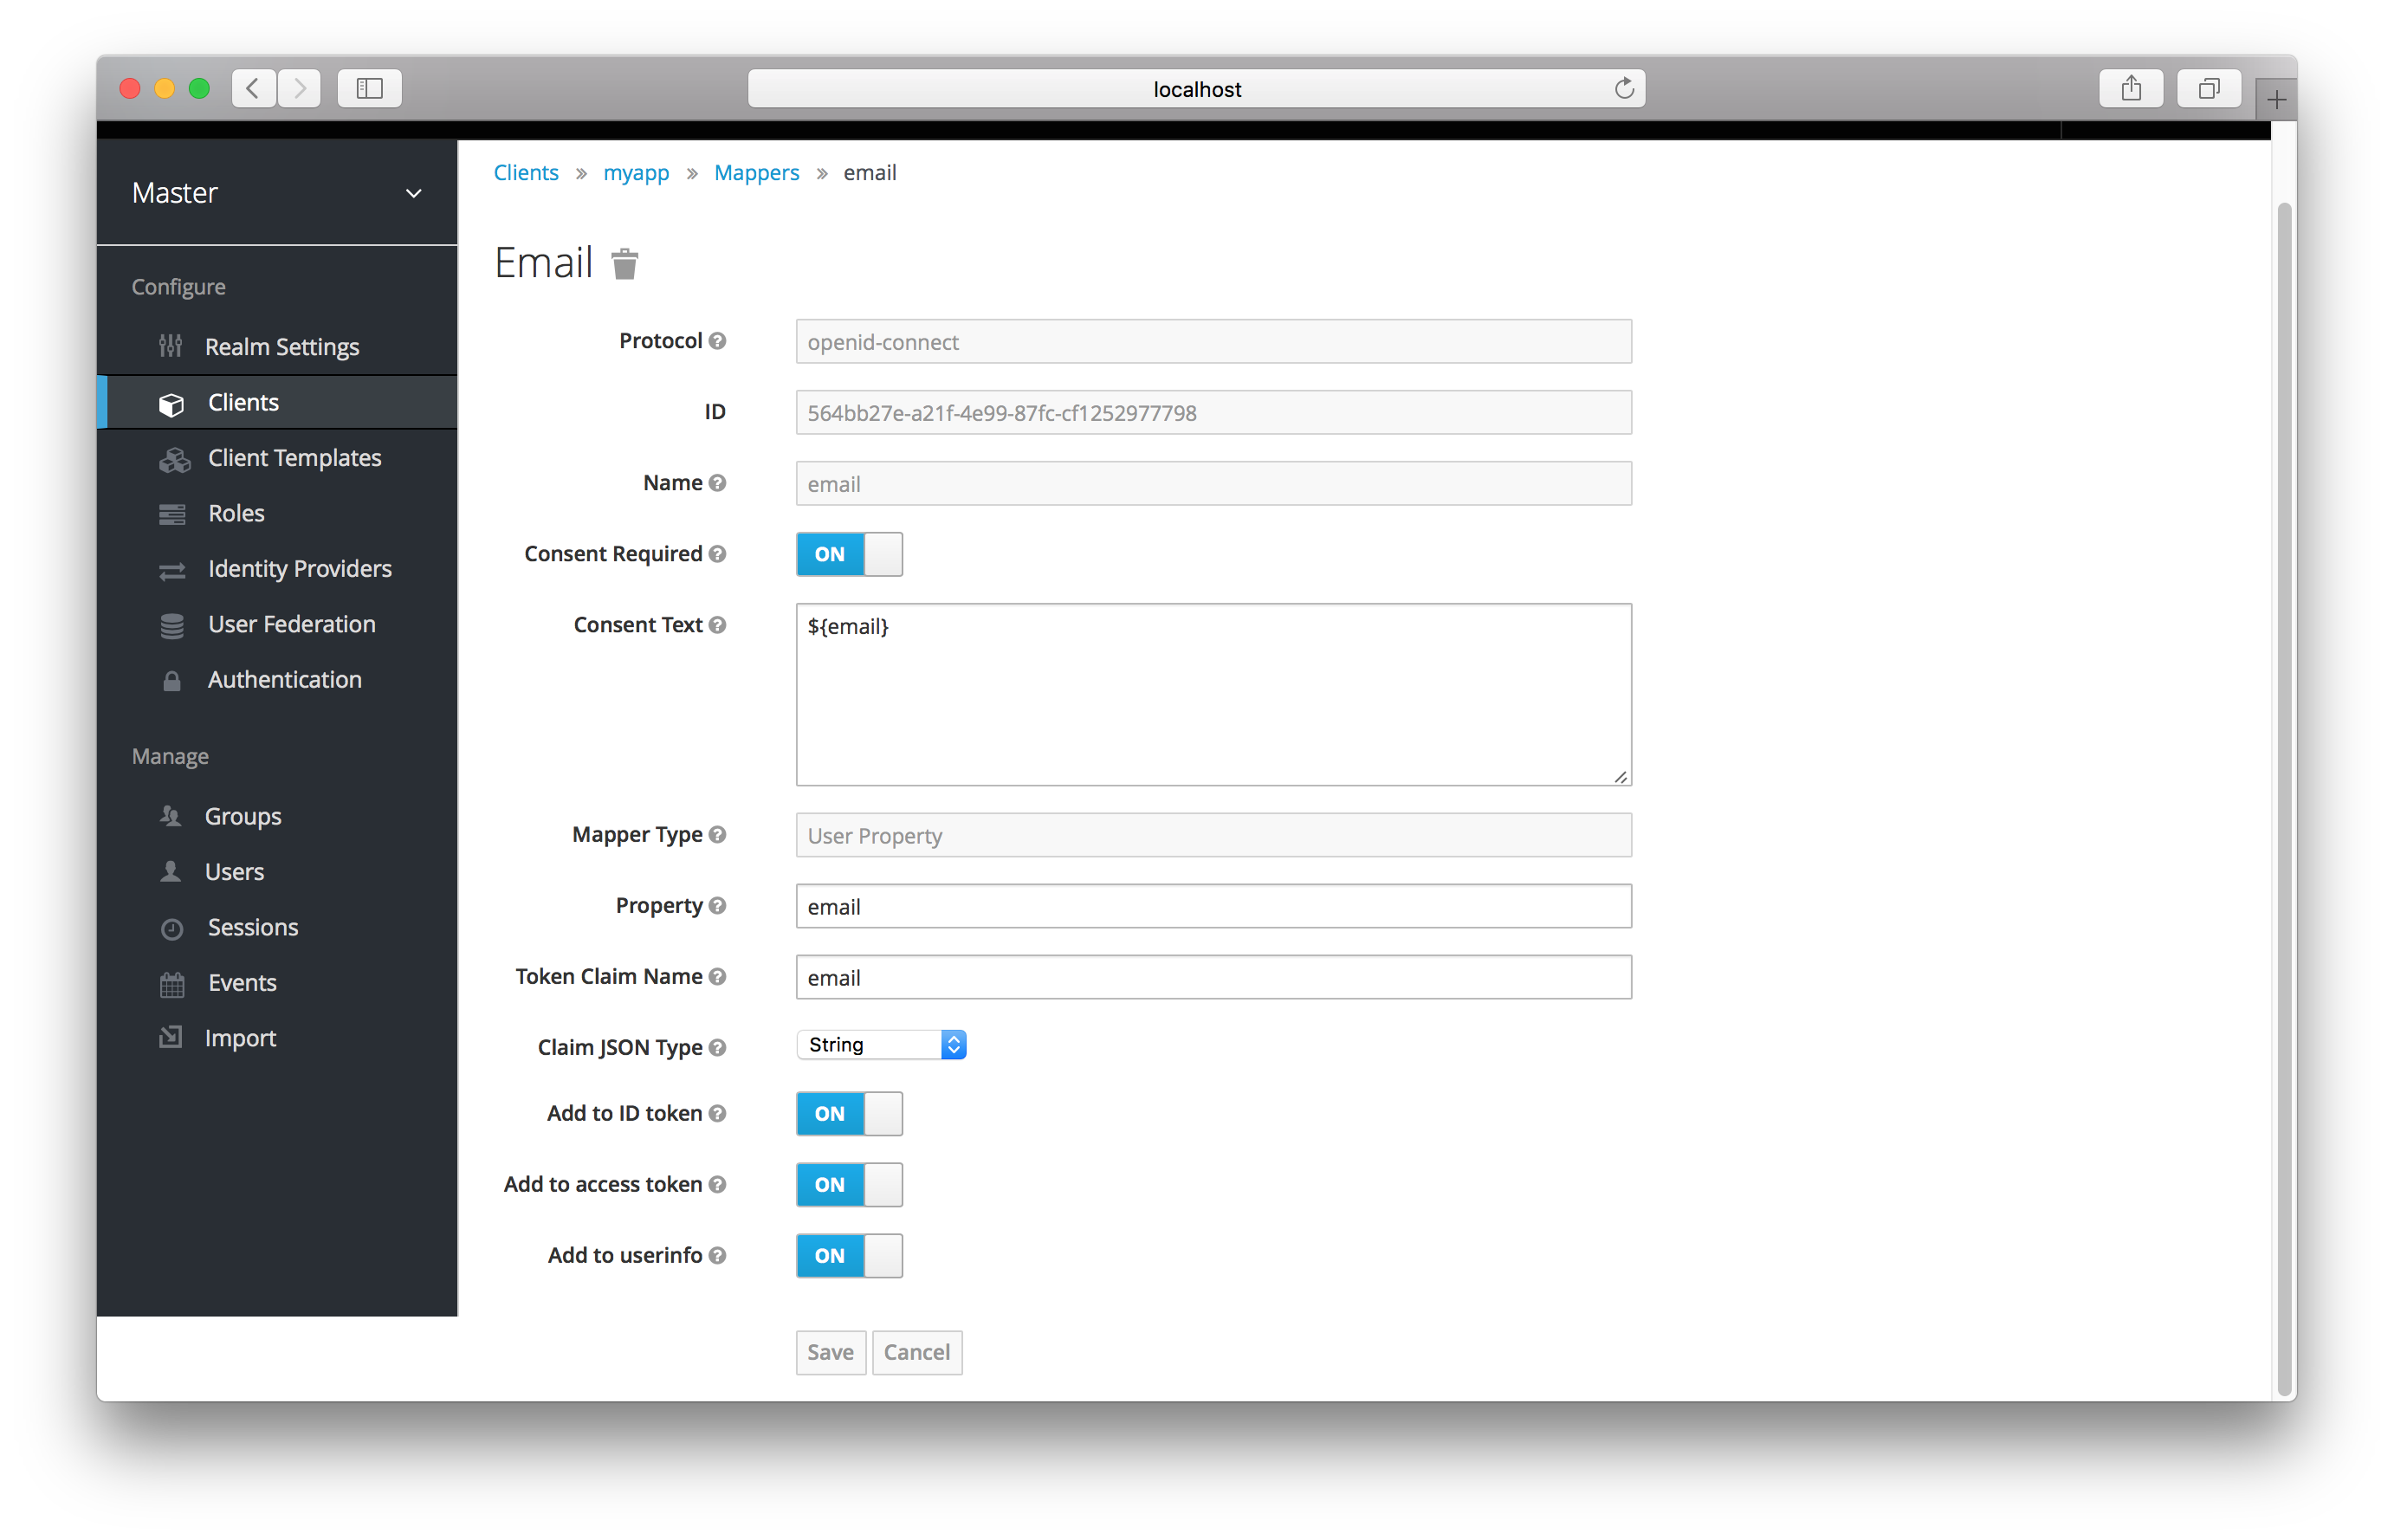 localhost
Master
Clients » myapp » Mappers » email
Configure
Realm Settings
Clients
Client Templates
Roles
Identity Providers
User Federation
Authentication
Manage
Groups
Users
Sessions
Events
Import
Email
Protocol openid-connect
ID 564bb27e-a21f-4e99-87fc-cf1252977798
Name email
Consent Required ON
Consent Text ${email}
Mapper Type User Property
Property email
Token Claim Name email
Claim JSON Type String
Add to ID token ON
Add to access token ON
Add to userinfo ON
Save Cancel